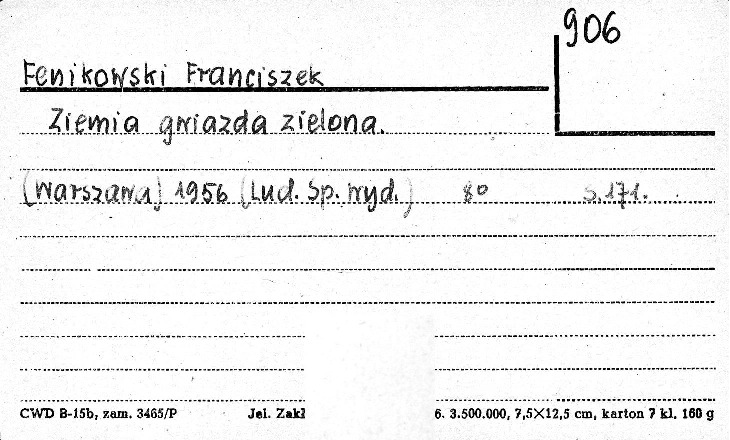 906
Fenikowski Franciszek
Ziemia gwiazda zielona.
[Warszawa] 1956 (Lud. Sp. Wyd.) 8° S.171.
CWD B-15b, zam. 3465/P Jel. Zakł 6. 3.500.000, 7,5×12,5 cm, karton 7 kl. 160 g